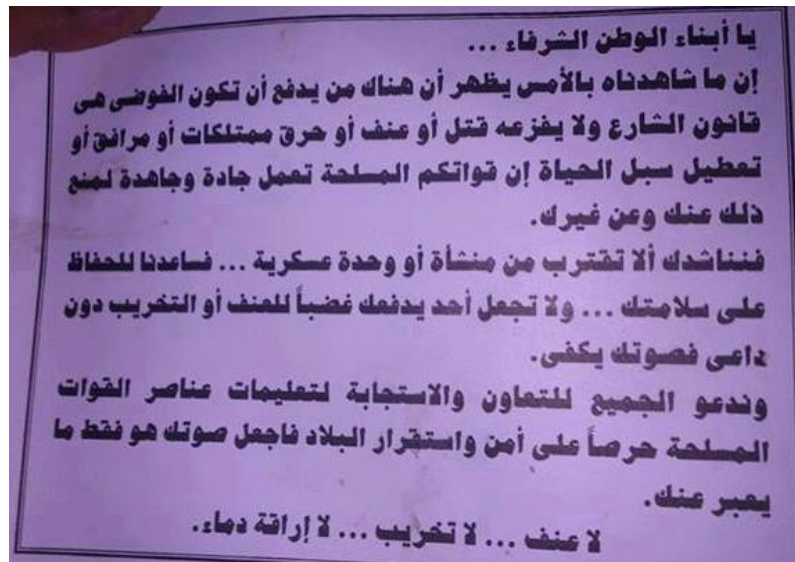 يا أبناء الوطن الشرفاء ...
إن ما شاهدناه بالأمس يظهر أن هناك من يدفع أن تكون الفوضى هى
قانون الشارع ولا يفزعه قتل أو عنف أو حرق ممتلكات أو مرافق أو
تعطيل سبل الحياة إن قواتكم المسلحة تعمل جادة وجاهدة لمنع
ذلك عنك وعن غيرك.
فنناشدك ألا تقترب من منشأة أو وحدة عسكرية ... فساعدنا للحفاظ
على سلامتك ... ولا تجعل أحد يدفعك غضباً للعنف أو التخريب دون
داعى فصوتك يكفى.
وندعو الجميع للتعاون والاستجابة لتعليمات عناصر القوات
المسلحة حرصاً على أمن واستقرار البلاد فاجعل صوتك هو فقط ما
يعبر عنك.
لا عنف ... لا تخريب ... لا إراقة دماء.